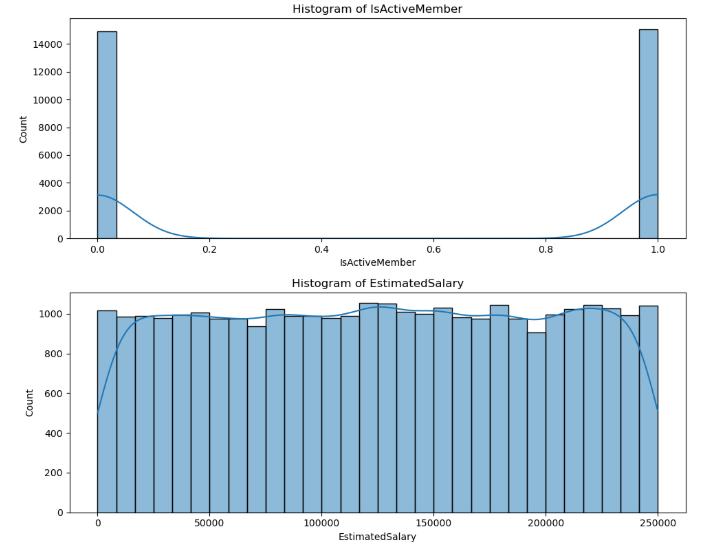 Histogram of IsActiveMember
14000
12000
10000
8000
6000
4000
2000
0
Count
0.0 0.2 0.4 0.6 0.8 1.0
IsActiveMember
Histogram of EstimatedSalary
1000
800
600
400
200
0
Count
0 50000 100000 150000 200000 250000
EstimatedSalary